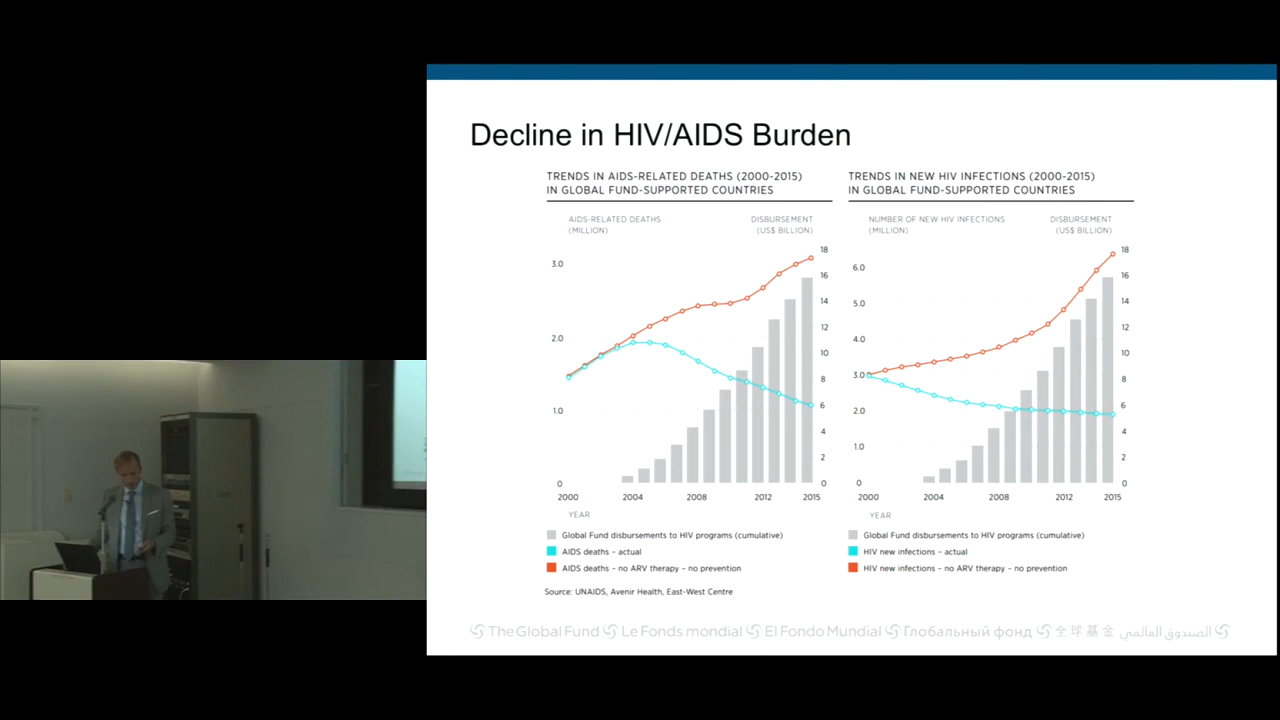 Decline in HIV/AIDS Burden
TRENDS IN AIDS-RELATED DEATHS (2000-2015)
IN GLOBAL FUND-SUPPORTED COUNTRIES
AIDS-RELATED DEATHS
(MILLION)
DISBURSEMENT
(US$ BILLION)
3.0
2.0
1.0
0
18
16
14
12
10
8
6
4
2
0
2000
2004
2008
2012
2015
YEAR
Global Fund disbursements to HIV programs (cumulative)
AIDS deaths - actual
AIDS deaths - no ARV therapy - no prevention
Source: UNAIDS, Avenir Health, East-West Centre
TRENDS IN NEW HIV INFECTIONS (2000-2015)
IN GLOBAL FUND-SUPPORTED COUNTRIES
NUMBER OF NEW HIV INFECTIONS
(MILLION)
DISBURSEMENT
(US$ BILLION)
6.0
5.0
4.0
3.0
2.0
1.0
0
18
16
14
12
10
8
6
4
2
0
2000
2004
2008
2012
2015
YEAR
Global Fund disbursements to HIV programs (cumulative)
HIV new infections - actual
HIV new infections - no ARV therapy - no prevention
The Global Fund Le Fonds mondial El Fondo Mundial Глобальный фонд 全球基金 الصندوق العالمي